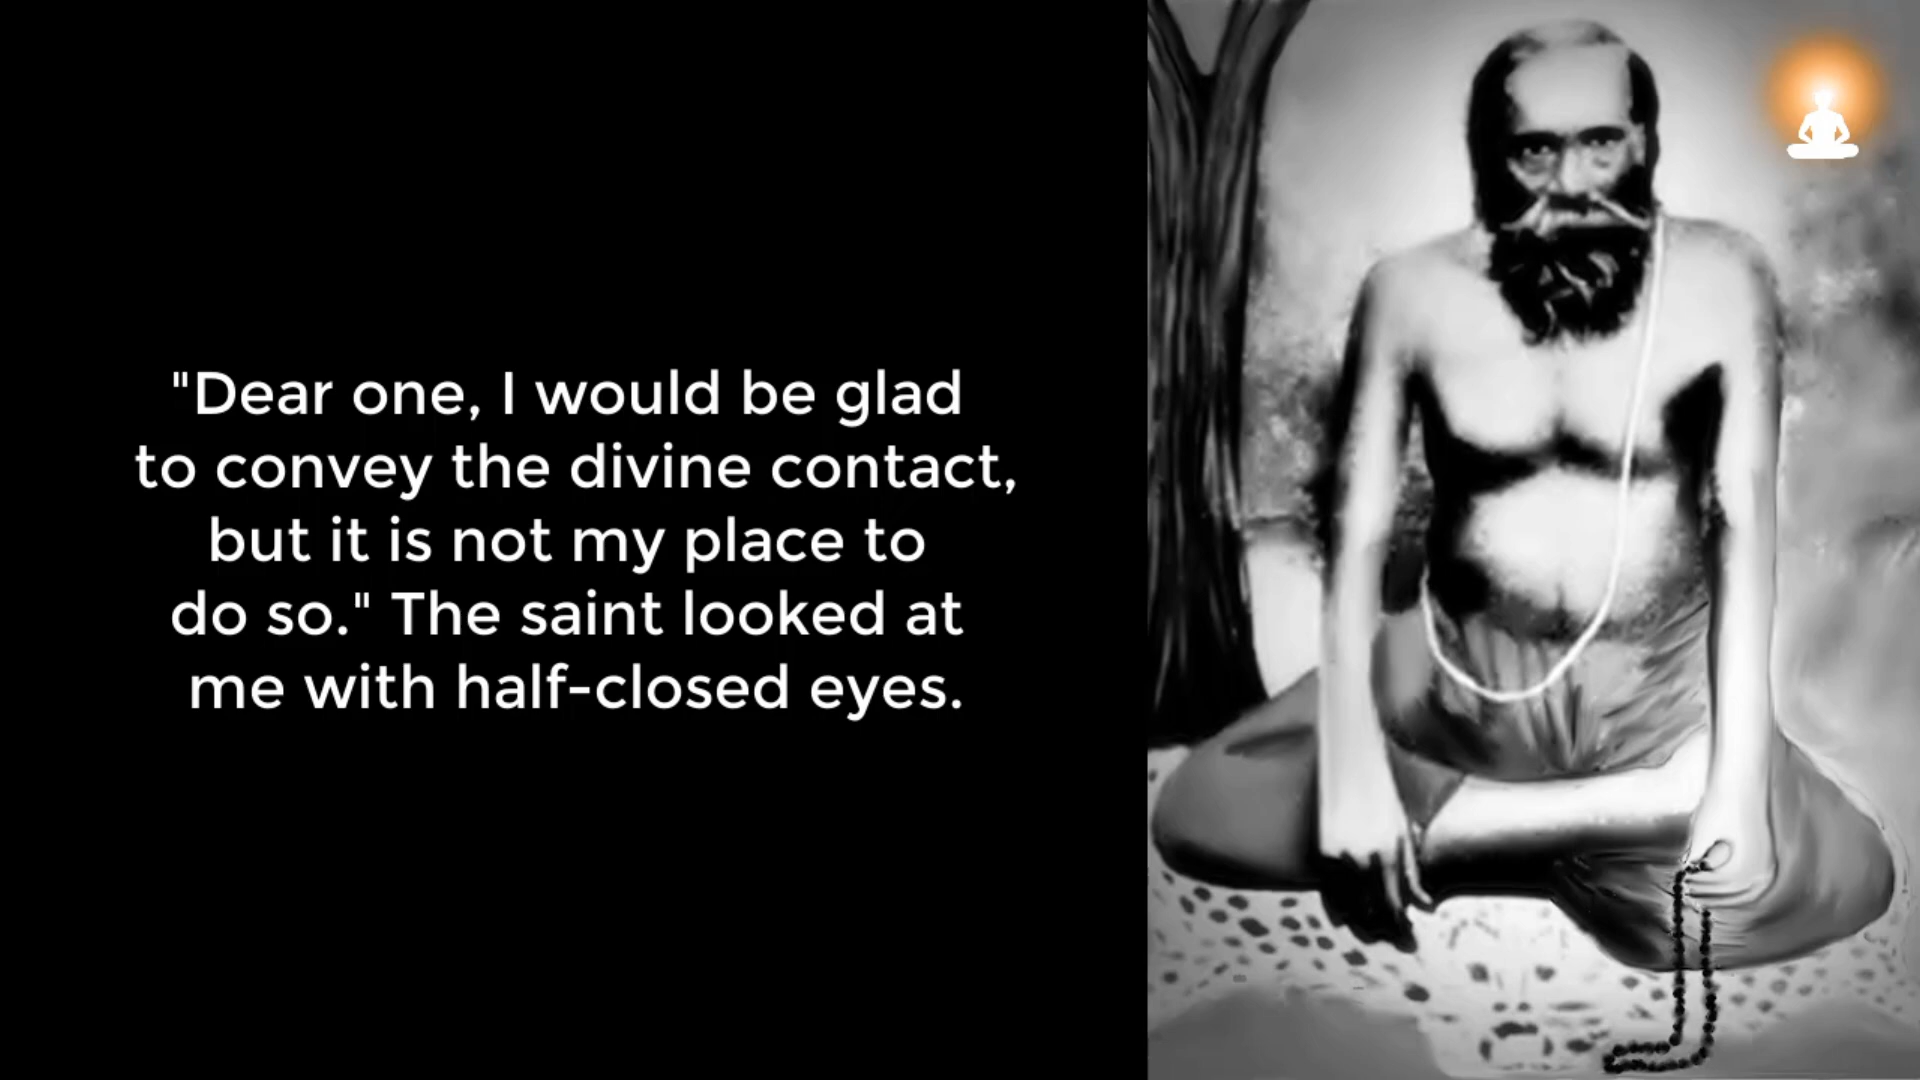 "Dear one, I would be glad
to convey the divine contact,
but it is not my place to
do so." The saint looked at
me with half-closed eyes.